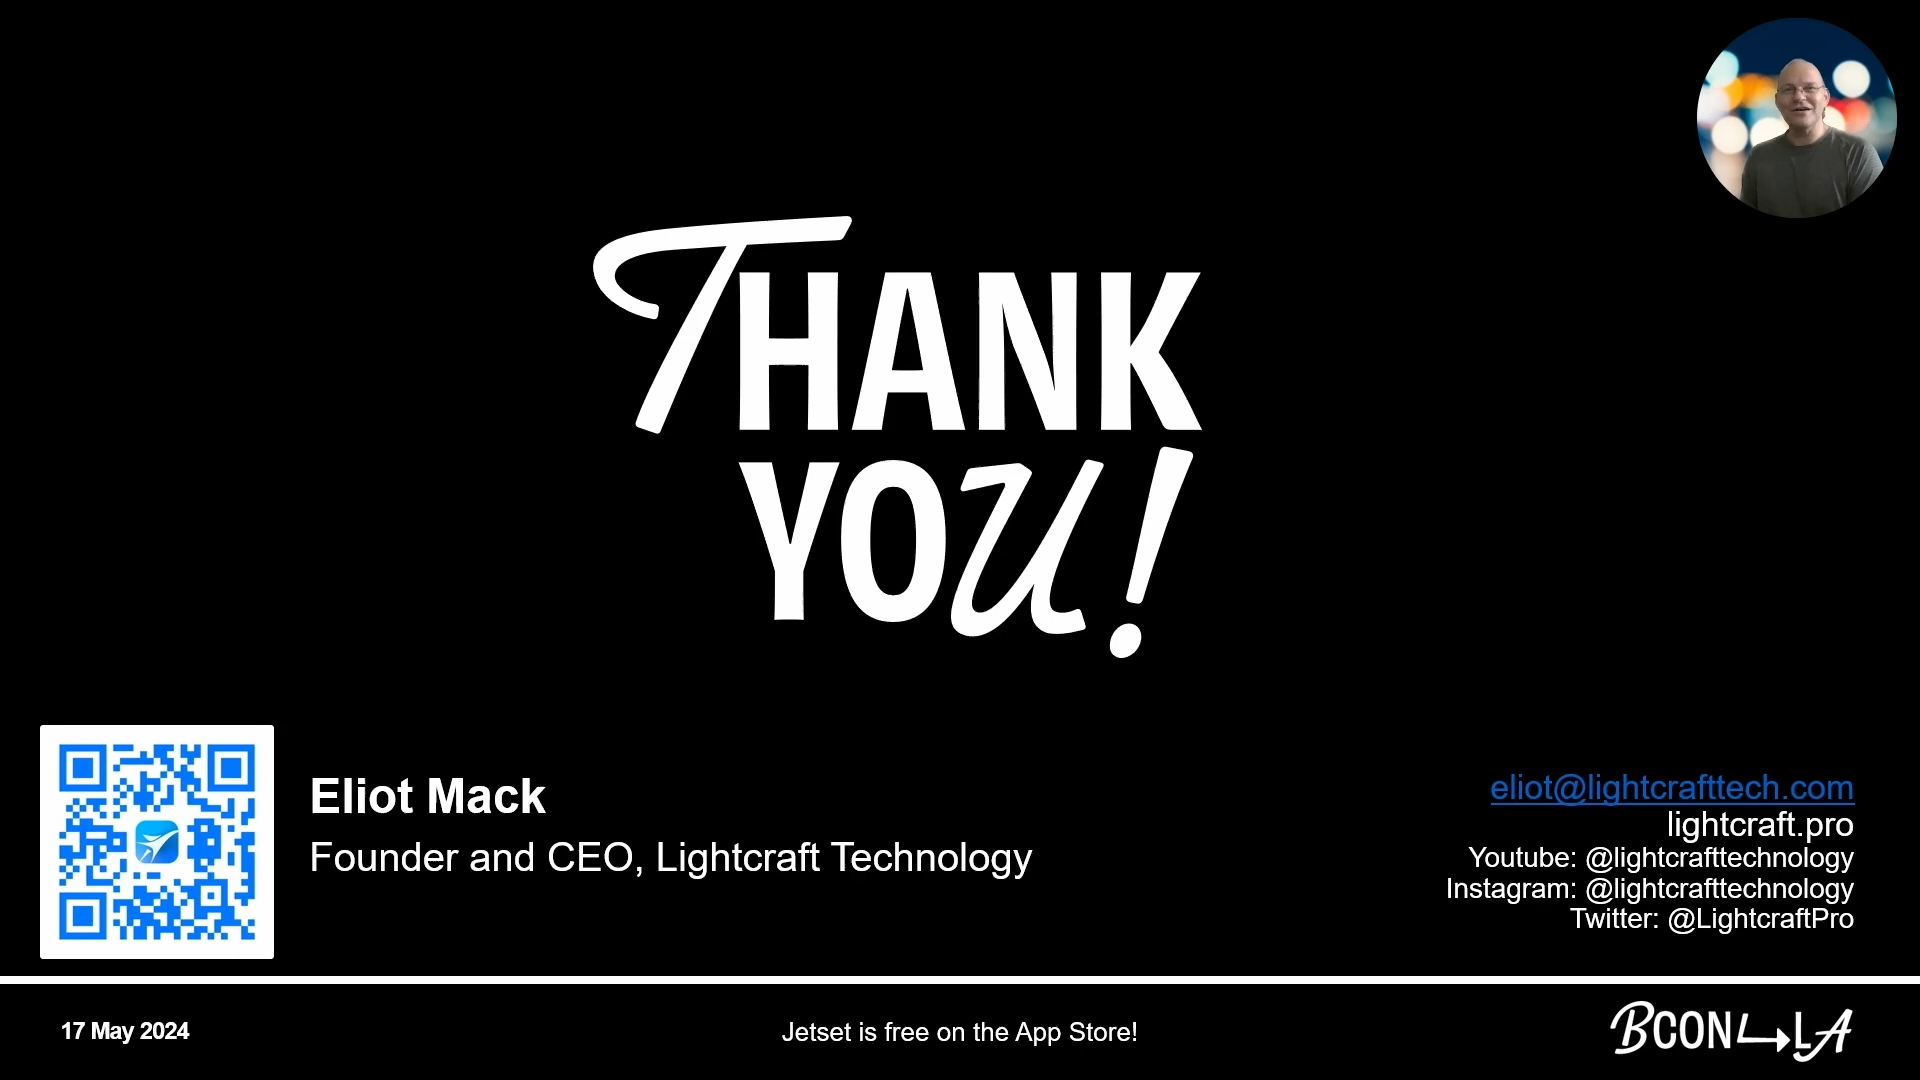 THANK
YOU!
Eliot Mack
Founder and CEO, Lightcraft Technology
eliot@lightcrafttech.com
lightcraft.pro
Youtube: @lightcrafttechnology
Instagram: @lightcrafttechnology
Twitter: @LightcraftPro
17 May 2024
Jetset is free on the App Store!
BCON LA